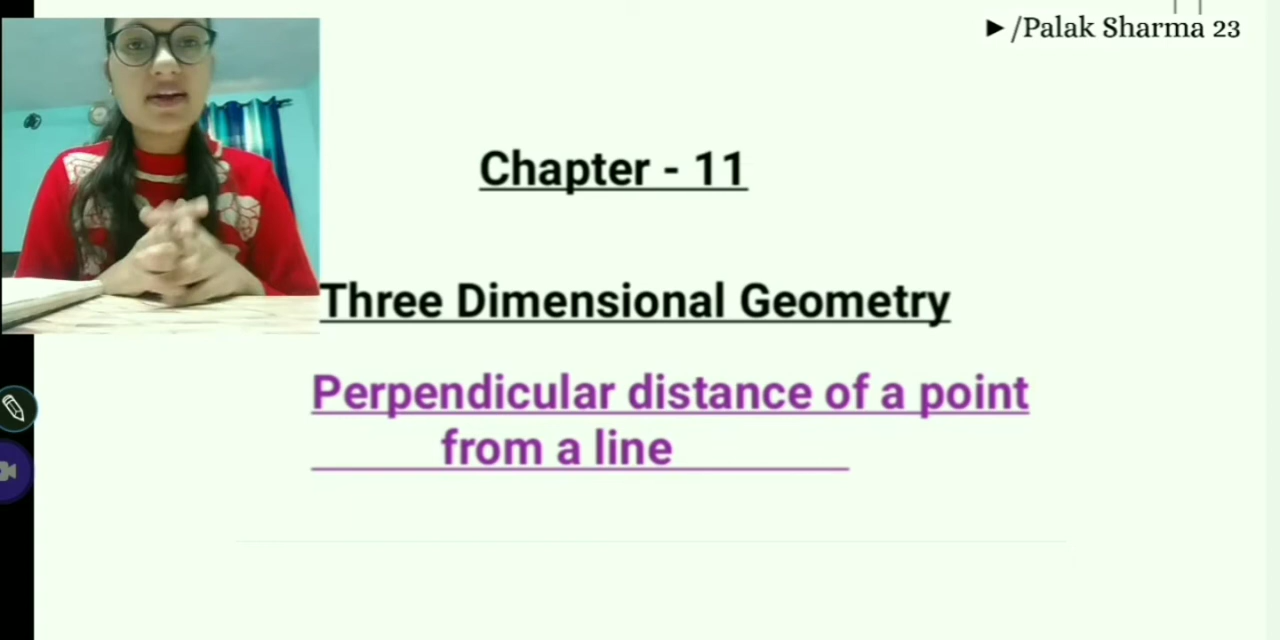 ▶/Palak Sharma 23
Chapter - 11
Three Dimensional Geometry
Perpendicular distance of a point
from a line